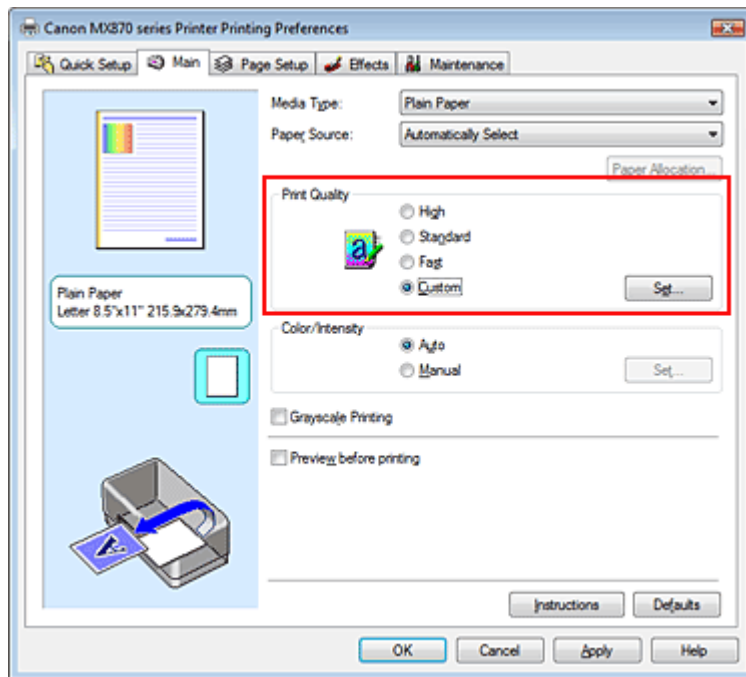 Canon MX870 series Printer Printing Preferences
Quick Setup Main Page Setup Effects Maintenance
Media Type: Plain Paper
Paper Source: Automatically Select
Paper Allocation...
Print Quality
High
Standard
a
Fast
Custom Set...
Plain Paper
Letter 8.5"x11" 215.9x279.4mm
Color/Intensity
Auto
Manual Set...
Grayscale Printing
Preview before printing
A
Instructions Defaults
OK Cancel Apply Help